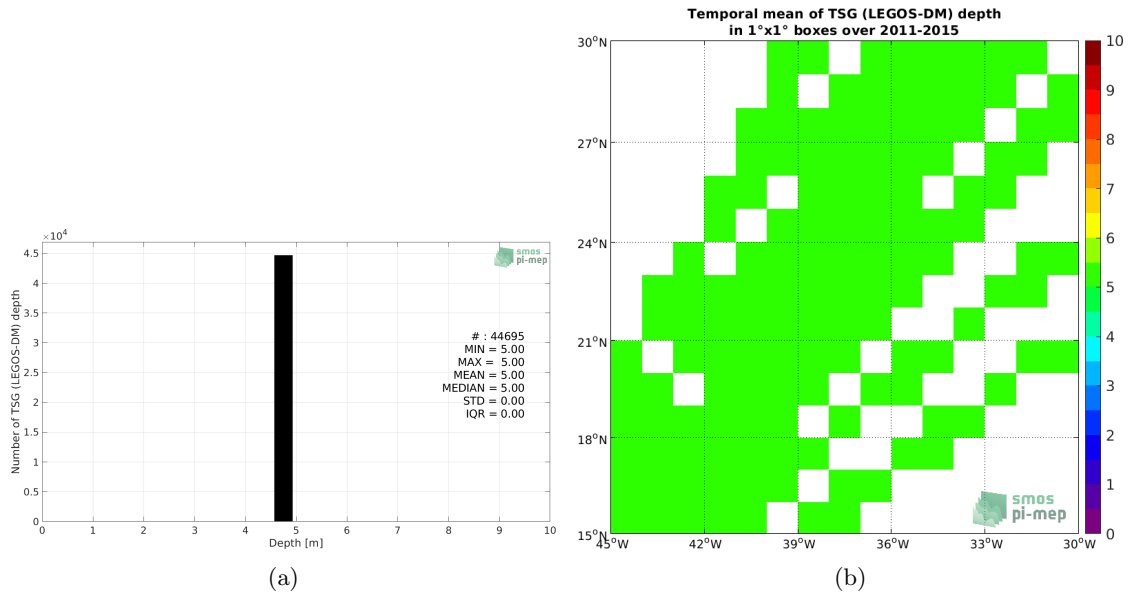 ×10^4
4.5
4
3.5
3
2.5
2
1.5
1
0.5
0
Number of TSG (LEGOS-DM) depth
smos
pi-mep
# : 44695
MIN = 5.00
MAX = 5.00
MEAN = 5.00
MEDIAN = 5.00
STD = 0.00
IQR = 0.00
0 1 2 3 4 5 6 7 8 9 10
Depth [m]
(a)
Temporal mean of TSG (LEGOS-DM) depth
in 1°x1° boxes over 2011-2015
30°N
27°N
24°N
21°N
18°N
15°N
45°W 42°W 39°W 36°W 33°W 30°W
smos
pi-mep
10
9
8
7
6
5
4
3
2
1
0
(b)